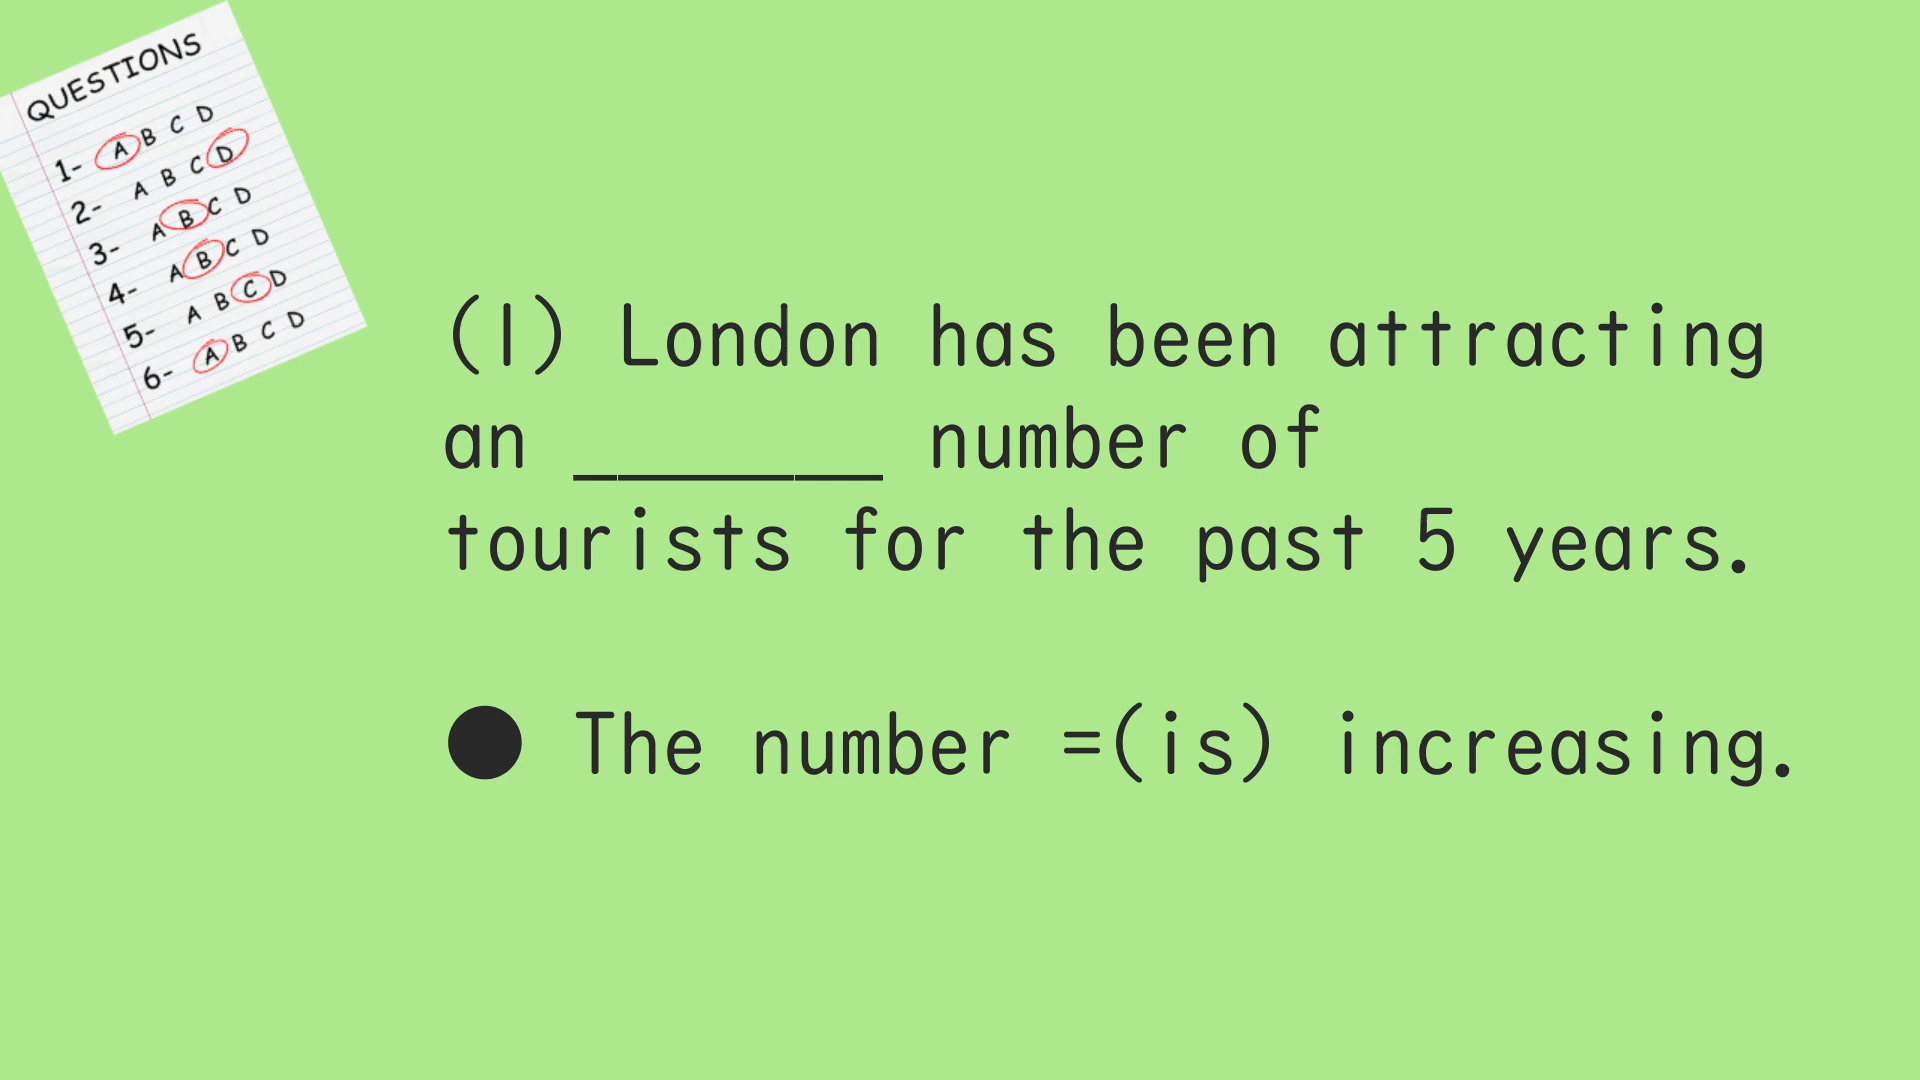 QUESTIONS
1- A B C D
2- A B C D
3- A B C D
4- A B C D
5- A B C D
6- A B C D
(1) London has been attracting
an _______ number of
tourists for the past 5 years.
● The number =(is) increasing.